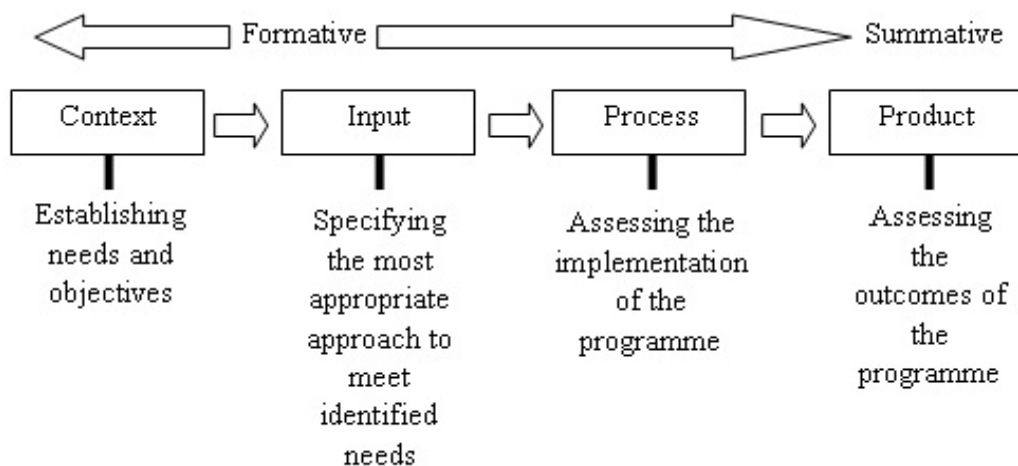 Formative Summative
Context Input Process Product
Establishing
needs and
objectives
Specifying
the most
appropriate
approach to
meet
identified
needs
Assessing the
implementation
of the
programme
Assessing
the
outcomes of
the
programme